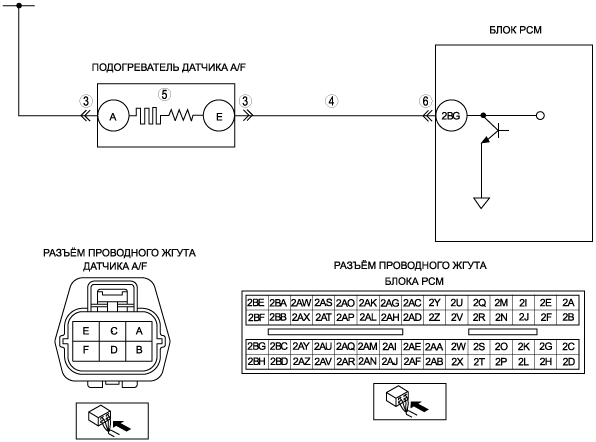 БЛОК PCM
ПОДОГРЕВАТЕЛЬ ДАТЧИКА A/F
3 5 3 4 6
A E 2BG
РАЗЪЁМ ПРОВОДНОГО ЖГУТА
ДАТЧИКА A/F
E C A
F D B
РАЗЪЁМ ПРОВОДНОГО ЖГУТА
БЛОКА PCM
2BE 2BA 2AW 2AS 2AO 2AK 2AG 2AC 2Y 2U 2Q 2M 2I 2E 2A
2BF 2BB 2AX 2AT 2AP 2AL 2AH 2AD 2Z 2V 2R 2N 2J 2F 2B
2BG 2BC 2AY 2AU 2AQ 2AM 2AI 2AE 2AA 2W 2S 2O 2K 2G 2C
2BH 2BD 2AZ 2AV 2AR 2AN 2AJ 2AF 2AB 2X 2T 2P 2L 2H 2D